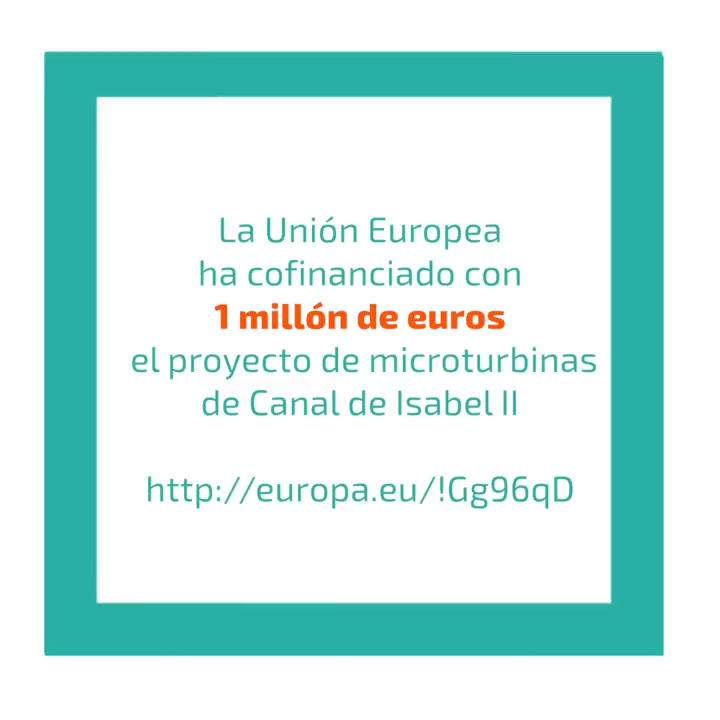 La Unión Europea
ha cofinanciado con
1 millón de euros
el proyecto de microturbinas
de Canal de Isabel II
http://europa.eu/!Gg96qD